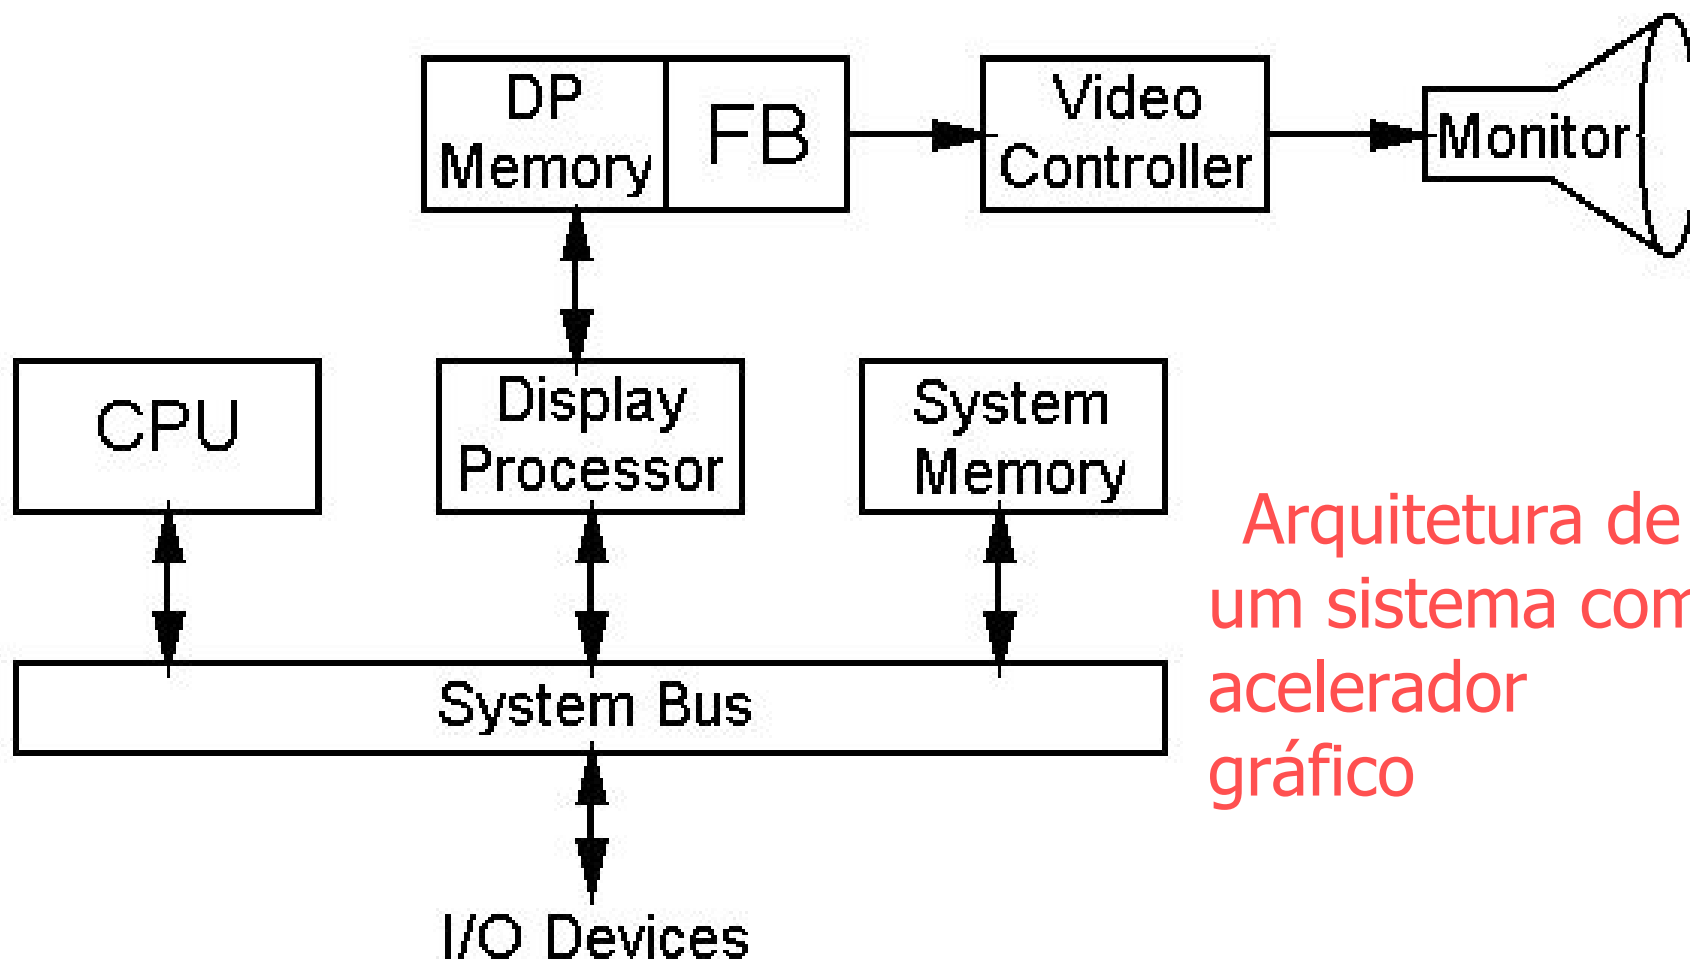 DP
Memory
FB
Video
Controller
Monitor
CPU
Display
Processor
System
Memory
Arquitetura de
um sistema com
acelerador
gráfico
System Bus
I/O Devices